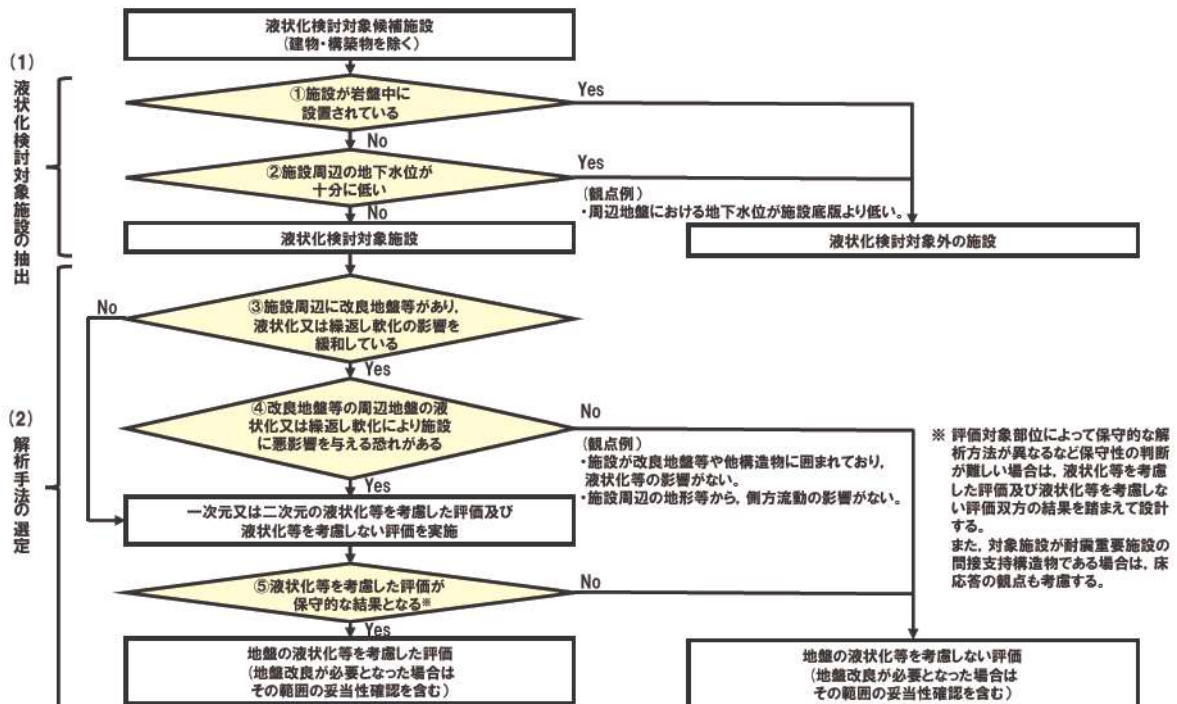 液状化検討対象候補施設
(建物・構築物を除く)
(1)
液状化検討対象施設の抽出
①施設が岩盤中に
設置されている
Yes
No
②施設周辺の地下水位が
十分に低い
Yes
(観点例)
・周辺地盤における地下水位が施設底版より低い。
No
液状化検討対象施設
液状化検討対象外の施設
(2)
解析手法の選定
③施設周辺に改良地盤等があり,
液状化又は繰返し軟化の影響を
緩和している
No
Yes
④改良地盤等の周辺地盤の液
状化又は繰返し軟化により施設
に悪影響を与える恐れがある
No
(観点例)
・施設が改良地盤等や他構造物に囲まれており,
液状化等の影響がない。
・施設周辺の地形等から, 側方流動の影響がない。
Yes
一次元又は二次元の液状化等を考慮した評価及び
液状化等を考慮しない評価を実施
⑤液状化等を考慮した評価が
保守的な結果となる※
No
Yes
地盤の液状化等を考慮した評価
(地盤改良が必要となった場合は
その範囲の妥当性確認を含む)
地盤の液状化等を考慮しない評価
(地盤改良が必要となった場合は
その範囲の妥当性確認を含む)
※ 評価対象部位によって保守的な解
析方法が異なるなど保守性の判断
が難しい場合は, 液状化等を考慮
した評価及び液状化等を考慮しな
い評価双方の結果を踏まえて設計
する。
また, 対象施設が耐震重要施設の
間接支持構造物である場合は, 床
応答の観点も考慮する。